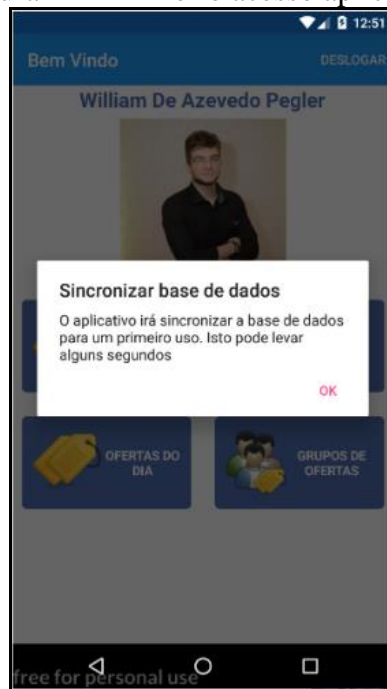 12:51
Bem Vindo
DESLOGAR
William De Azevedo Pegler
Sincronizar base de dados
O aplicativo irá sincronizar a base de dados
para um primeiro uso. Isto pode levar
alguns segundos
OK
OFERTAS DO
DIA
GRUPOS DE
OFERTAS
free for personal use